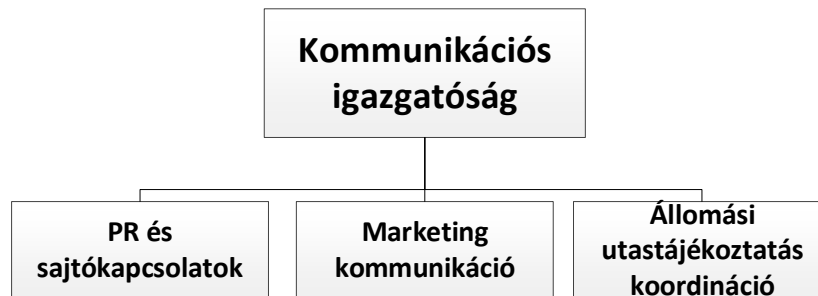 Kommunikációs
igazgatóság
PR és
sajtókapcsolatok
Marketing
kommunikáció
Állomási
utastájékoztatás
koordináció